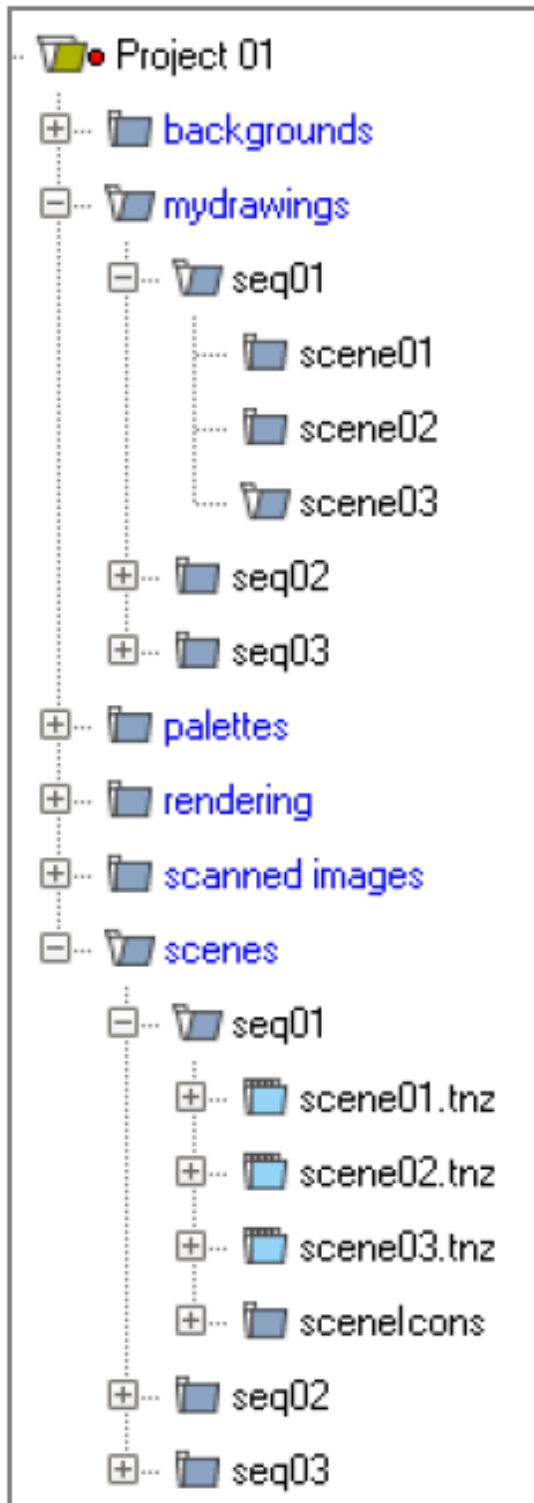 Project 01
backgrounds
mydrawings
seq01
scene01
scene02
scene03
seq02
seq03
palettes
rendering
scanned images
scenes
seq01
scene01.tnz
scene02.tnz
scene03.tnz
sceneIcons
seq02
seq03